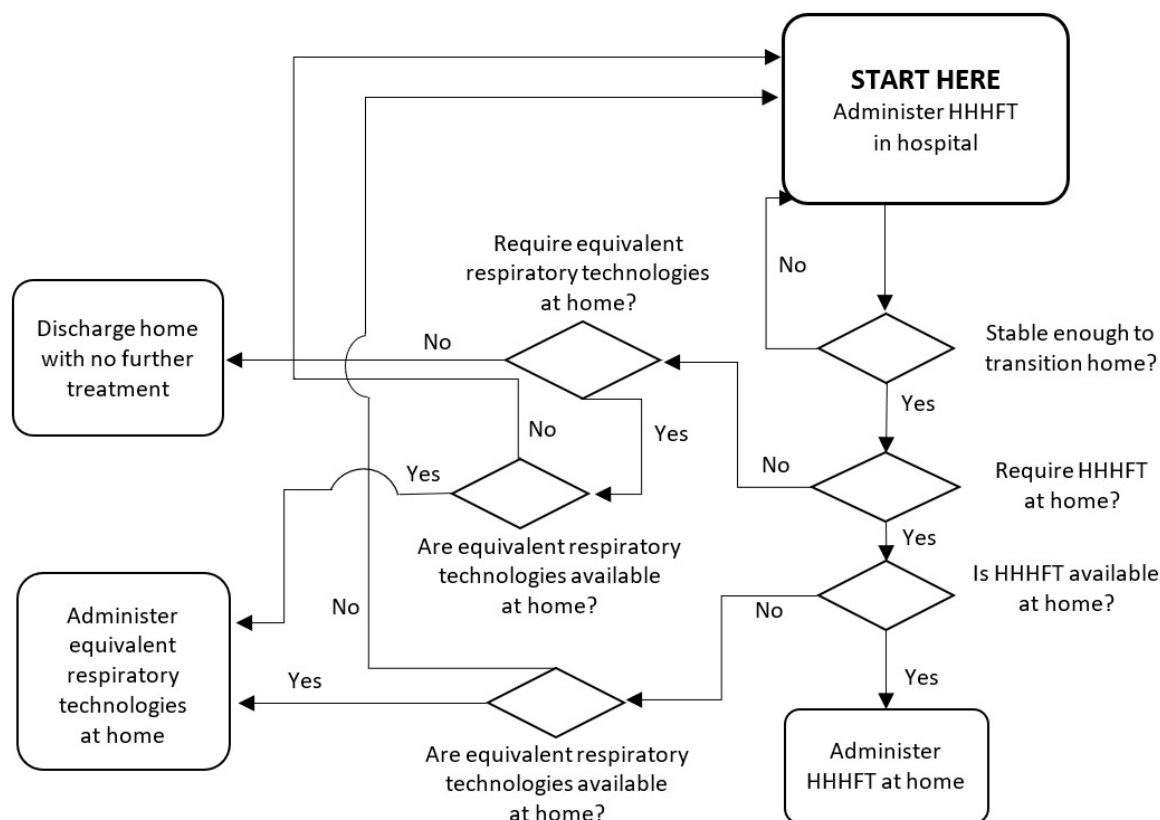 START HERE
Administer HHHFT
in hospital
No
Stable enough to
transition home?
Yes
Require HHHFT
at home?
No
Yes
Is HHHFT available
at home?
No
Yes
Administer
HHHFT at home
Require equivalent
respiratory technologies
at home?
No
Yes
Discharge home
with no further
treatment
No
Yes
Are equivalent respiratory
technologies available
at home?
Administer
equivalent
respiratory
technologies
at home
No
Yes
Are equivalent respiratory
technologies available
at home?